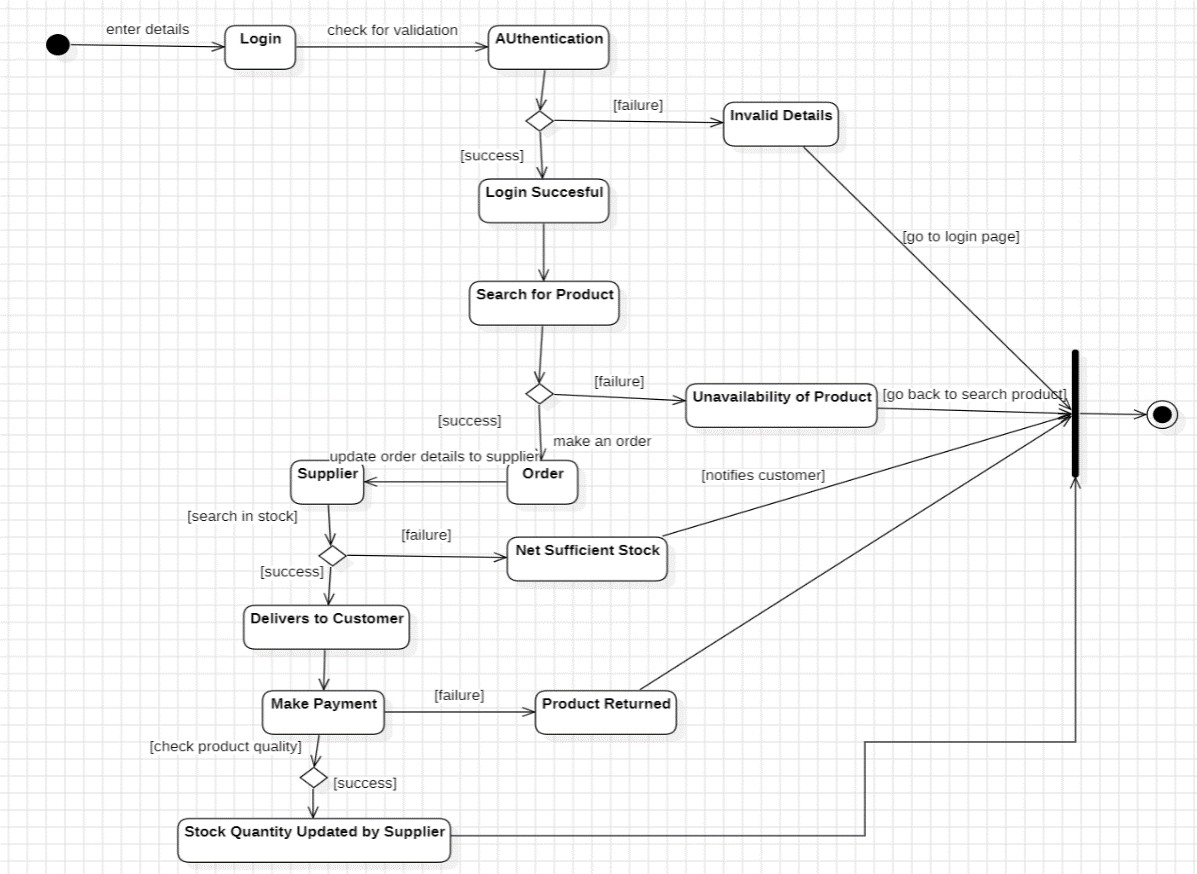 enter details
Login
check for validation
AUthentication
[failure]
Invalid Details
[success]
Login Succesful
[go to login page]
Search for Product
[failure]
Unavailability of Product
[go back to search product]
[success]
make an order
update order details to supplier
Supplier
Order
[notifies customer]
[search in stock]
[failure]
Net Sufficient Stock
[success]
Delivers to Customer
Make Payment
[failure]
Product Returned
[check product quality]
[success]
Stock Quantity Updated by Supplier